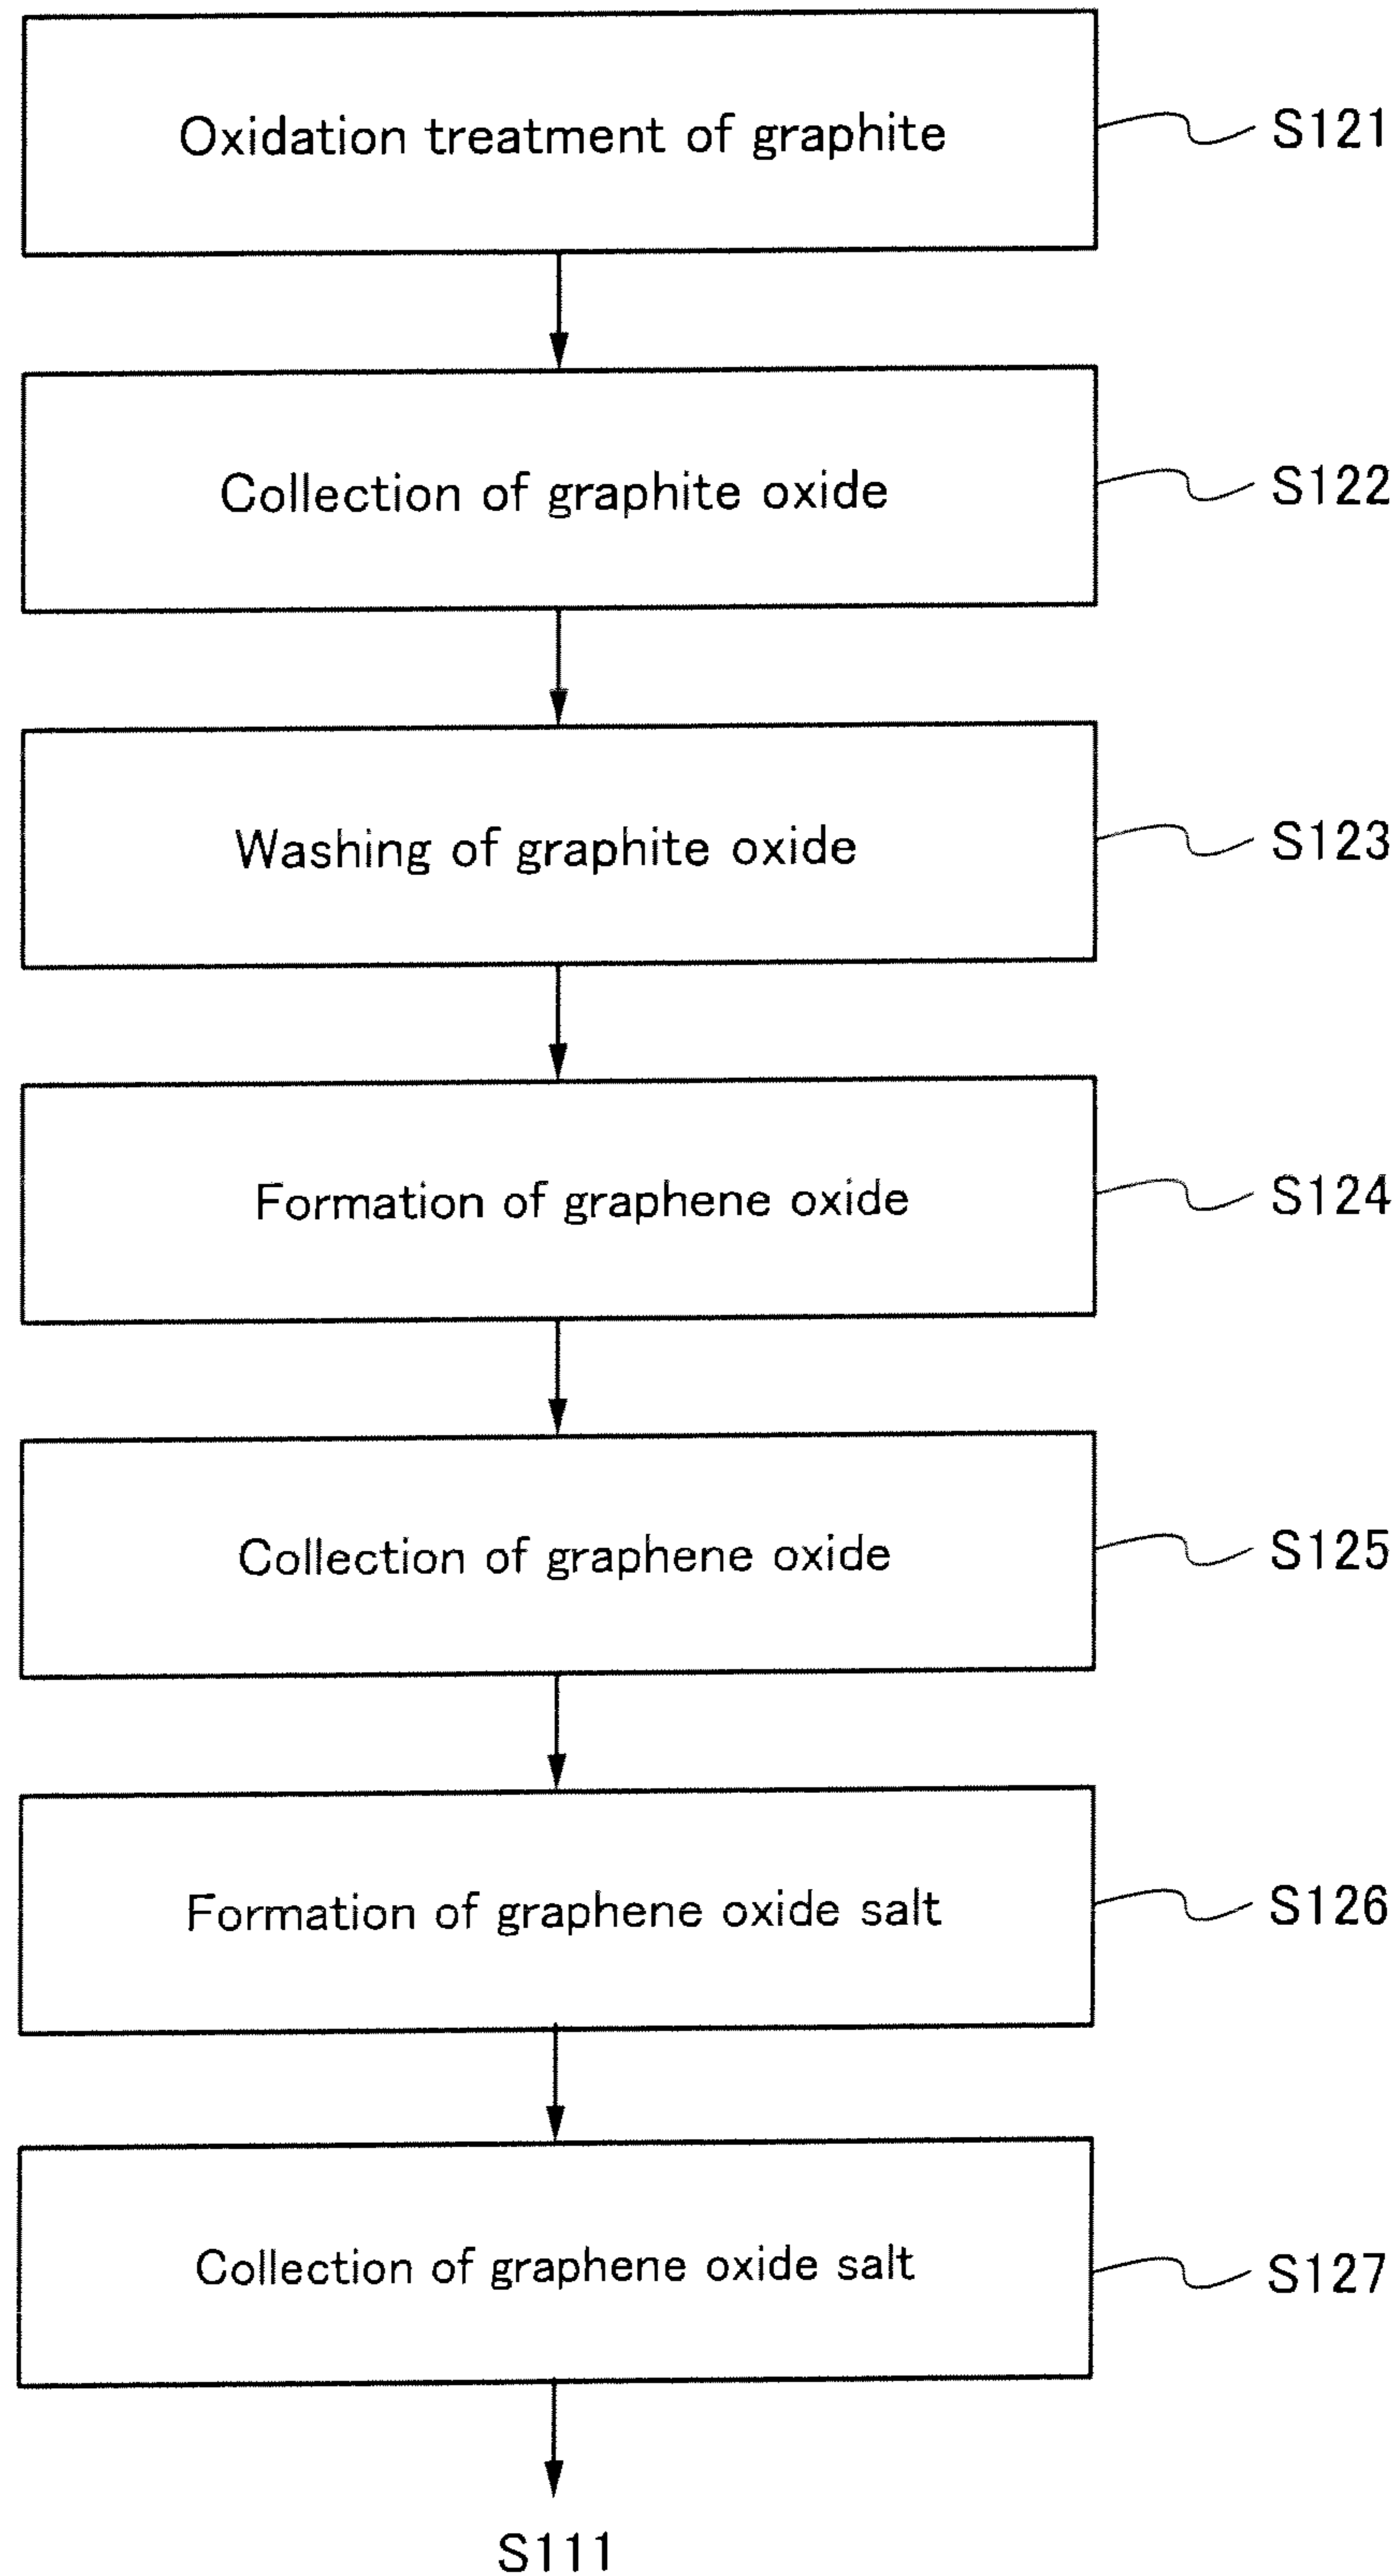 Oxidation treatment of graphite
S121
Collection of graphite oxide
S122
Washing of graphite oxide
S123
Formation of graphene oxide
S124
Collection of graphene oxide
S125
Formation of graphene oxide salt
S126
Collection of graphene oxide salt
S127
S111